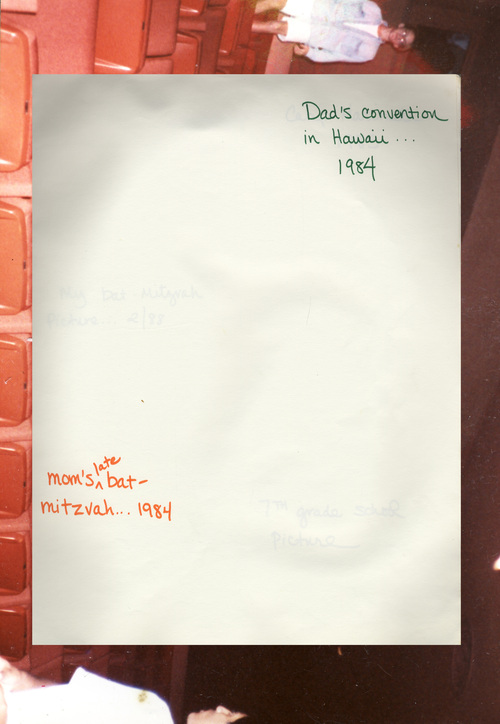 Dad's convention
in Hawaii ...
1984
My bat-Mitzvah
Picture... 2/88
late
mom's ^ bat-
mitzvah... 1984
7TH grade
Picture